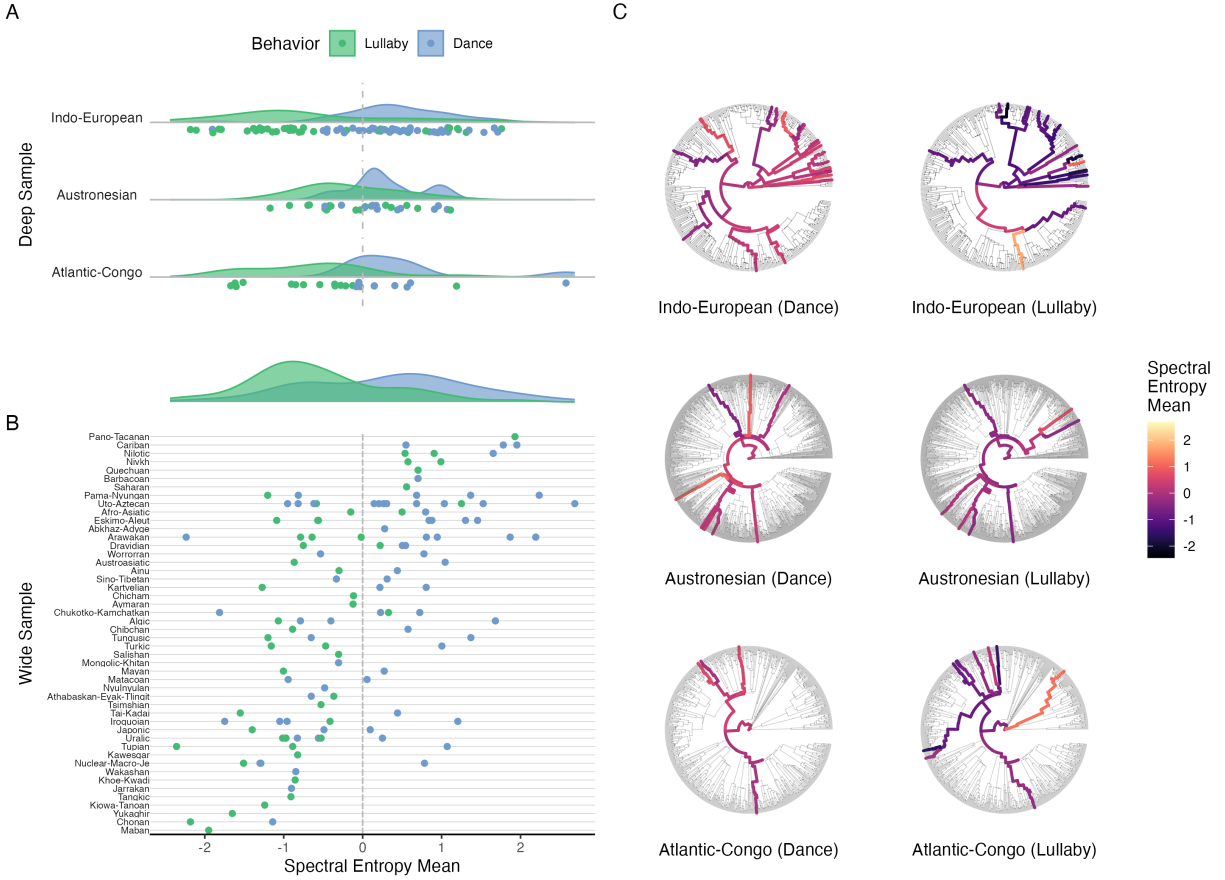 A
Behavior
Lullaby
Dance
Deep Sample
Indo-European
Austronesian
Atlantic-Congo
B
Wide Sample
Pano-Tacanan
Cariban
Nilotic
Nivkh
Quechuan
Barbacoan
Saharan
Pama-Nyungan
Uto-Aztecan
Afro-Asiatic
Eskimo-Aleut
Abkhaz-Adyge
Arawakan
Dravidian
Worrorran
Austroasiatic
Ainu
Sino-Tibetan
Kartvelian
Chicham
Aymaran
Chukotko-Kamchatkan
Algic
Chibchan
Tungusic
Turkic
Salishan
Mongolic-Khitan
Mayan
Matacoan
Nyulnyulan
Athabaskan-Eyak-Tlingit
Tsimshian
Tai-Kadai
Iroquoian
Japonic
Uralic
Tupian
Kawesqar
Nuclear-Macro-Je
Wakashan
Khoe-Kwadi
Jarrakan
Tangkic
Kiowa-Tanoan
Yukaghir
Chonan
Maban
-2 -1 0 1 2
Spectral Entropy Mean
C
Indo-European (Dance)
Indo-European (Lullaby)
Austronesian (Dance)
Austronesian (Lullaby)
Atlantic-Congo (Dance)
Atlantic-Congo (Lullaby)
Spectral
Entropy
Mean
2
1
0
-1
-2